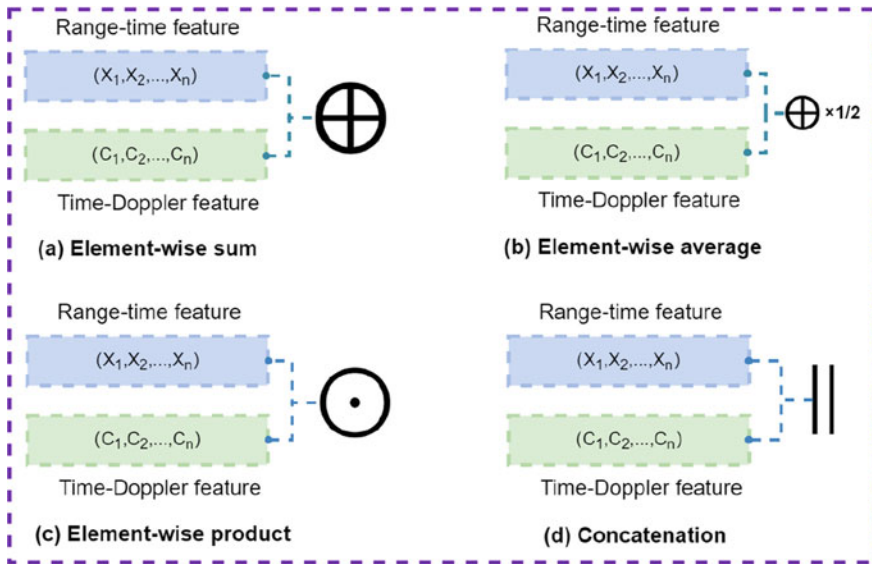 Range-time feature
(X₁,X₂,...,Xₙ)
(C₁,C₂,...,Cₙ)
Time-Doppler feature
(a) Element-wise sum
Range-time feature
(X₁,X₂,...,Xₙ)
×1/2
(C₁,C₂,...,Cₙ)
Time-Doppler feature
(b) Element-wise average
Range-time feature
(X₁,X₂,...,Xₙ)
(C₁,C₂,...,Cₙ)
Time-Doppler feature
(c) Element-wise product
Range-time feature
(X₁,X₂,...,Xₙ)
(C₁,C₂,...,Cₙ)
Time-Doppler feature
(d) Concatenation